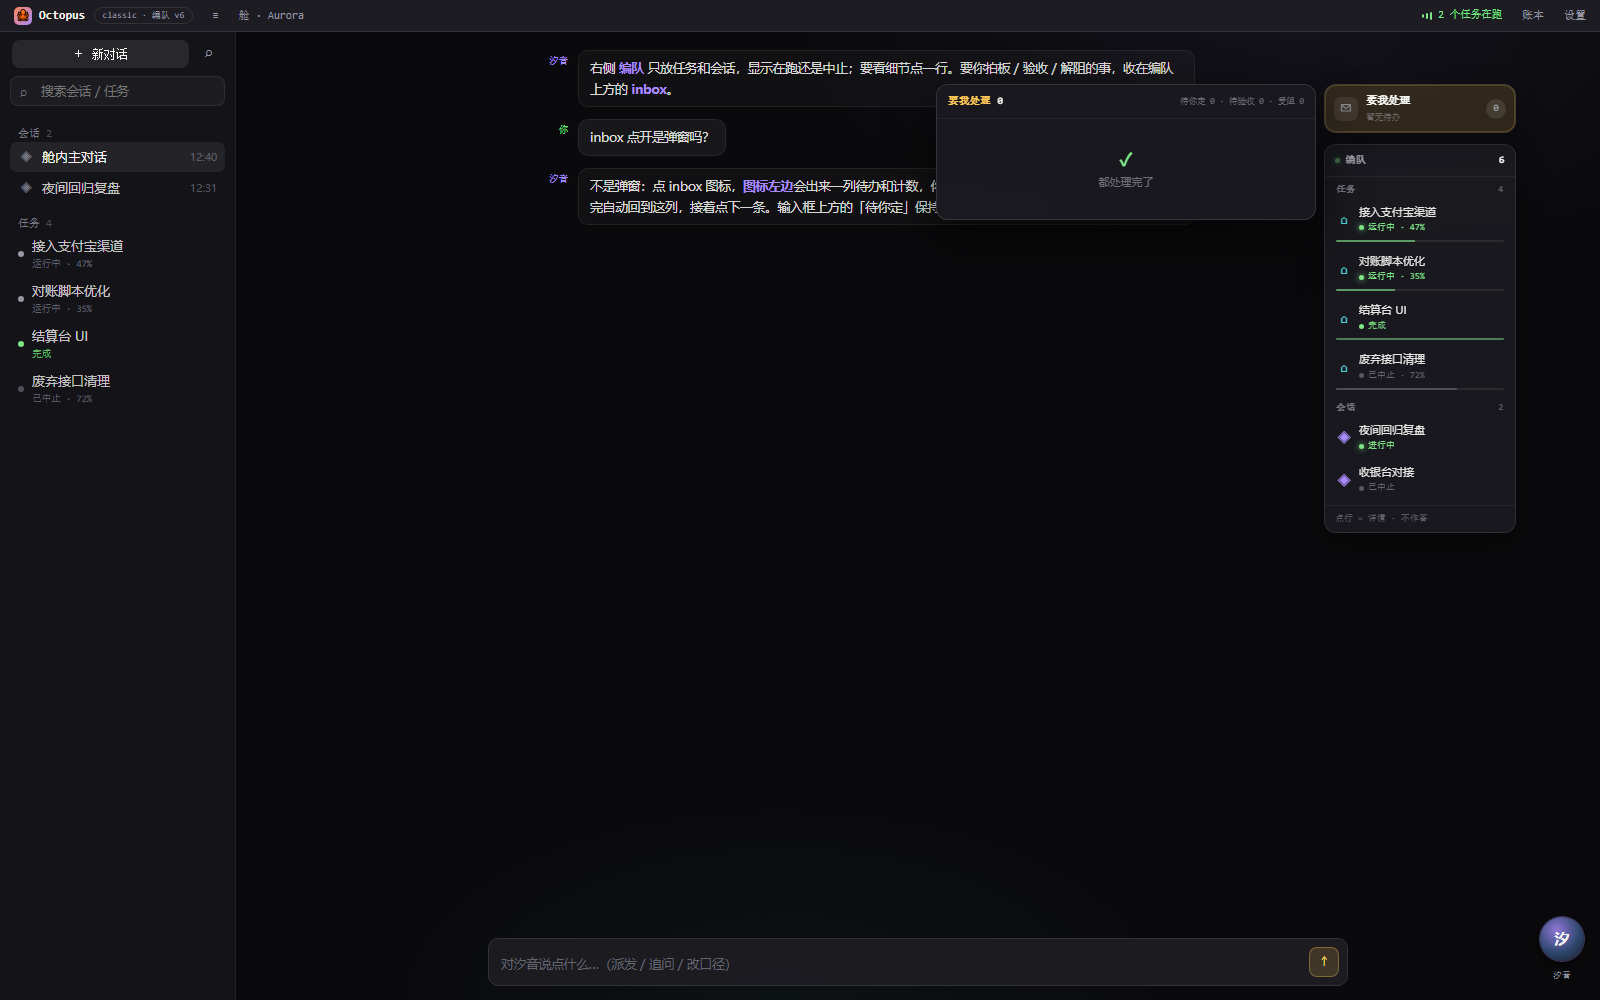 Octopus
classic · 编队 v6
≡
舱 · Aurora
2 个任务在跑
账本
设置
+ 新对话
搜索会话 / 任务
会话 2
舱内主对话 12:40
夜间回归复盘 12:31
任务 4
接入支付宝渠道
运行中 · 47%
对账脚本优化
运行中 · 35%
结算台 UI
完成
废弃接口清理
已中止 · 72%
汐音
右侧 编队 只放任务和会话，显示在跑还是中止；要看细节点一行。要你拍板 / 验收 / 解阻的事，收在编队
上方的 inbox。
你
inbox 点开是弹窗吗？
汐音
不是弹窗：点 inbox 图标，图标左边会出来一列待办和计数，
完自动回到这列，接着点下一条。输入框上方的「待你定」保持
要我处理 0
待你定 0 · 待验收 0 · 受阻 0
✓
都处理完了
要我处理
暂无待办
0
编队 6
任务 4
接入支付宝渠道
运行中 · 47%
对账脚本优化
运行中 · 35%
结算台 UI
完成
废弃接口清理
已中止 · 72%
会话 2
夜间回归复盘
进行中
收银台对接
已中止
点行 = 详情 · 不作答
对汐音说点什么…（派发 / 追问 / 改口径）
↑
汐
汐音